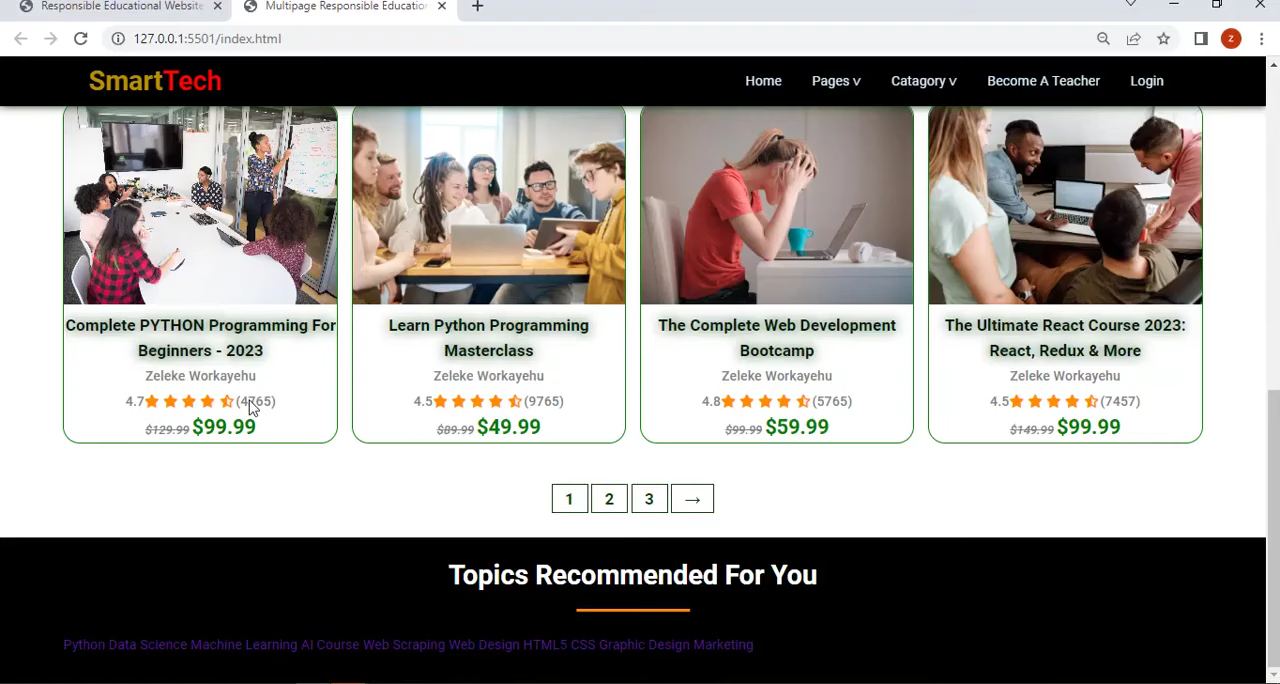 Responsible Educational Website
Multipage Responsible Education
127.0.0.1:5501/index.html
z
SmartTech
Home
Pages v
Catagory v
Become A Teacher
Login
Complete PYTHON Programming For
Beginners - 2023
Zeleke Workayehu
4.7 (4765)
$129.99 $99.99
Learn Python Programming
Masterclass
Zeleke Workayehu
4.5 (9765)
$89.99 $49.99
The Complete Web Development
Bootcamp
Zeleke Workayehu
4.8 (5765)
$99.99 $59.99
The Ultimate React Course 2023:
React, Redux & More
Zeleke Workayehu
4.5 (7457)
$149.99 $99.99
1 2 3 →
Topics Recommended For You
Python Data Science Machine Learning AI Course Web Scraping Web Design HTML5 CSS Graphic Design Marketing